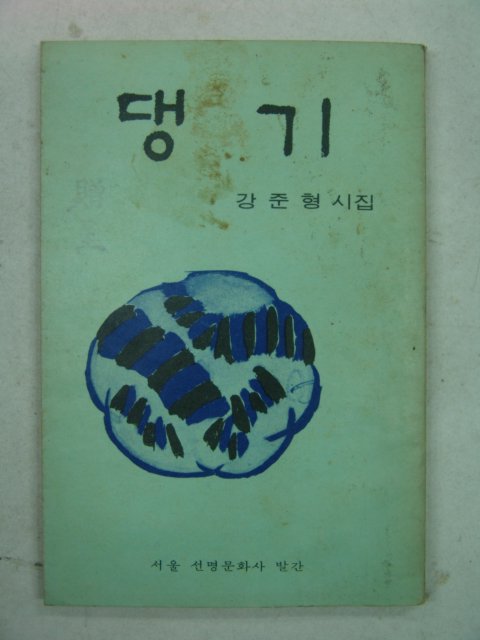 댕기
강준형 시집
서울 선명문화사 발간